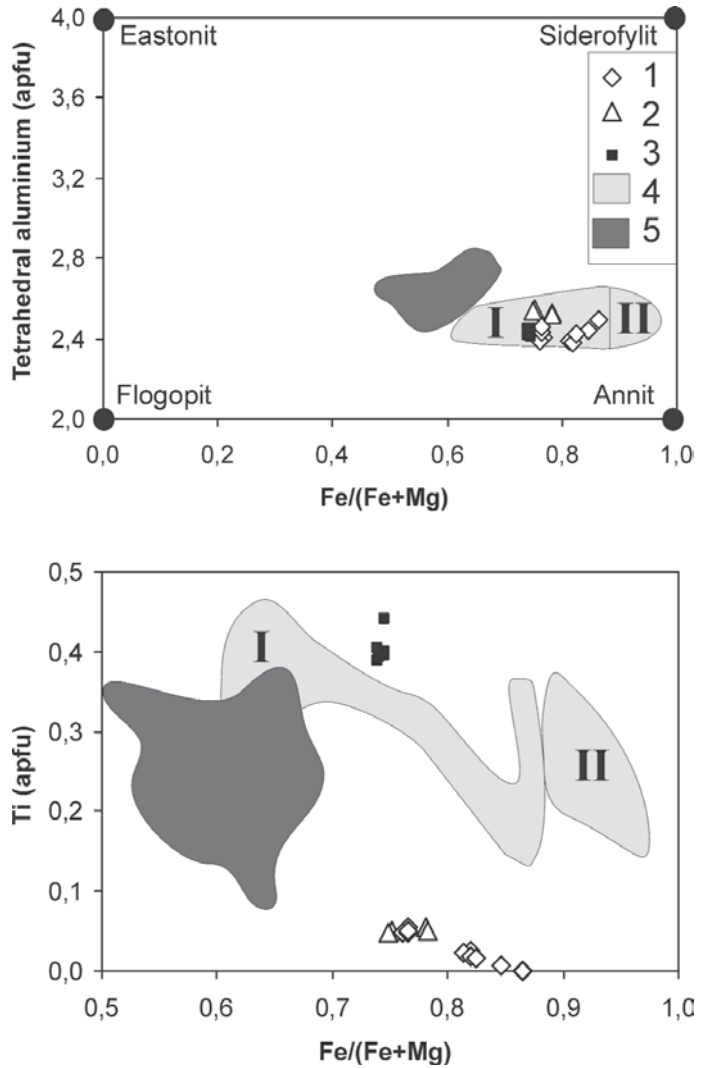 4,0
Eastonit
Siderofylit
1
2
3
4
5
3,6
3,2
2,8
2,4
2,0
I
II
Flogopit
Annit
Tetrahedral aluminium (apfu)
0,0 0,2 0,4 0,6 0,8 1,0
Fe/(Fe+Mg)
0,5
0,4
0,3
0,2
0,1
0,0
I
II
Ti (apfu)
0,5 0,6 0,7 0,8 0,9 1,0
Fe/(Fe+Mg)